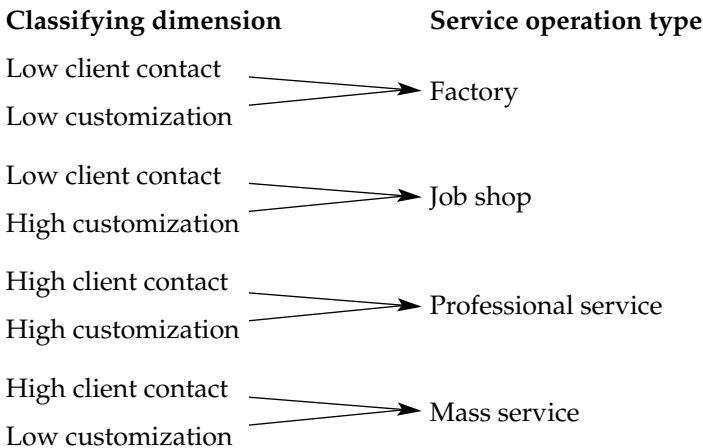 Classifying dimension Service operation type
Low client contact
Factory
Low customization
Low client contact
Job shop
High customization
High client contact
Professional service
High customization
High client contact
Mass service
Low customization